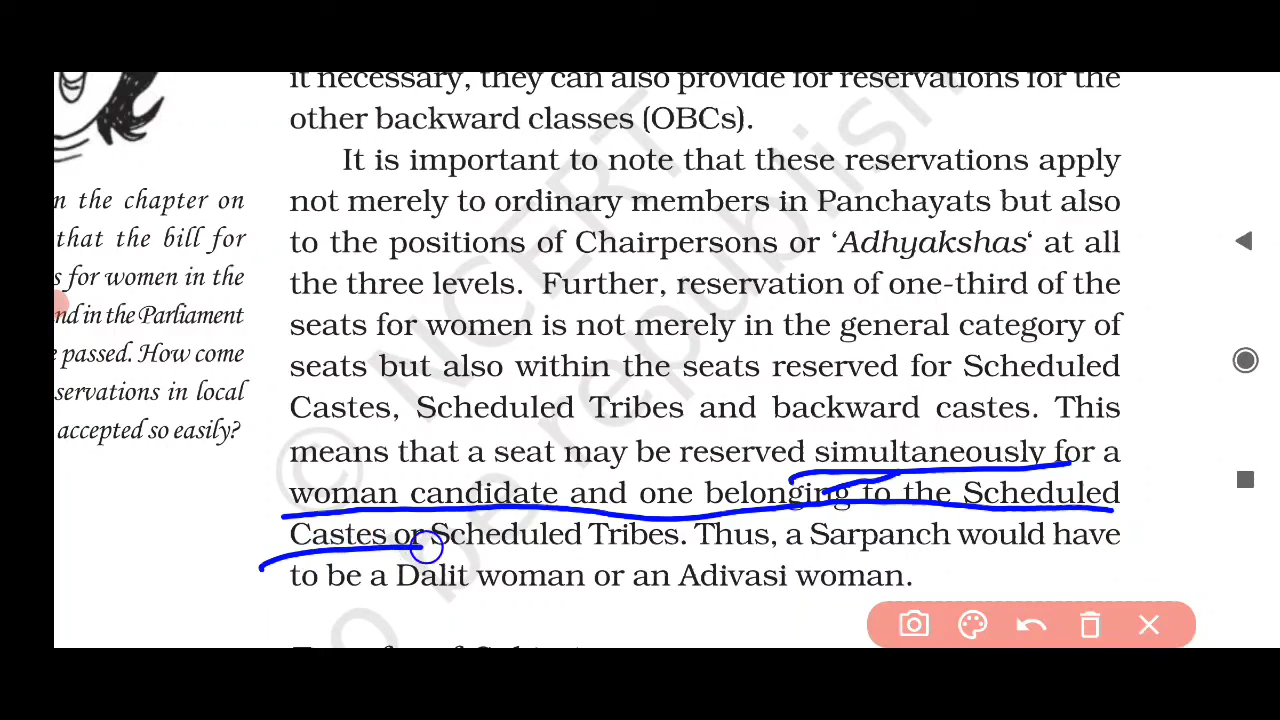 it necessary, they can also provide for reservations for the
other backward classes (OBCs).
It is important to note that these reservations apply
not merely to ordinary members in Panchayats but also
to the positions of Chairpersons or ‘Adhyakshas‘ at all
the three levels. Further, reservation of one-third of the
seats for women is not merely in the general category of
seats but also within the seats reserved for Scheduled
Castes, Scheduled Tribes and backward castes. This
means that a seat may be reserved simultaneously for a
woman candidate and one belonging to the Scheduled
Castes or Scheduled Tribes. Thus, a Sarpanch would have
to be a Dalit woman or an Adivasi woman.
n the chapter on
that the bill for
s for women in the
nd in the Parliament
e passed. How come
servations in local
accepted so easily?
© NCERT
o be republish